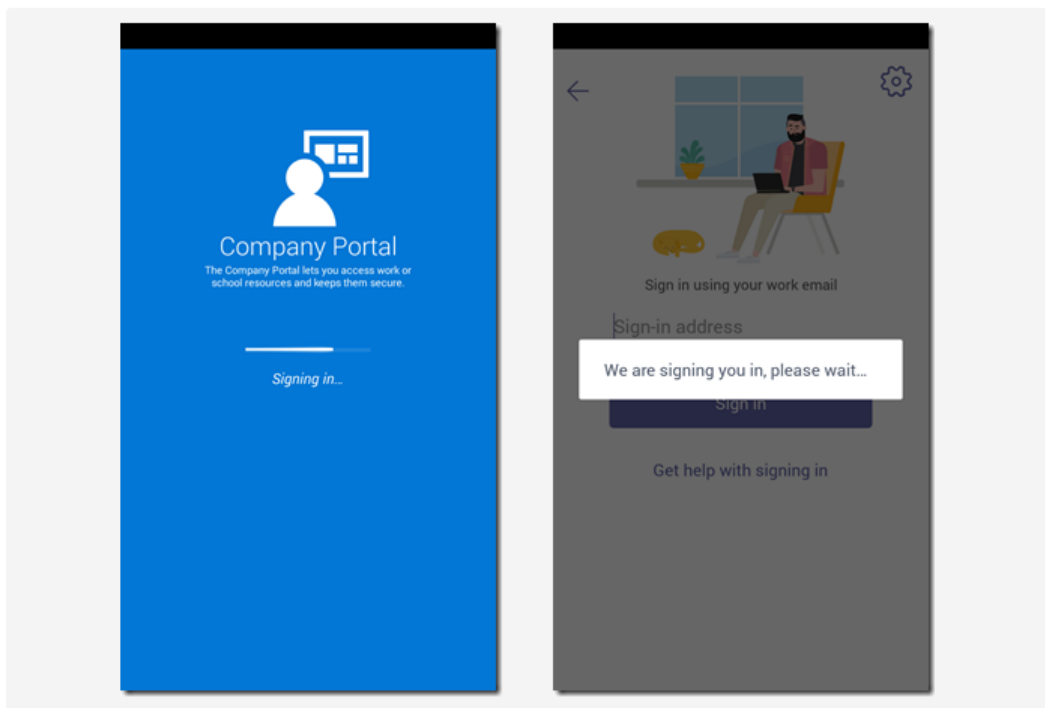 Company Portal
The Company Portal lets you access work or
school resources and keeps them secure.
Signing in...
Sign in using your work email
Sign-in address
We are signing you in, please wait...
Sign in
Get help with signing in